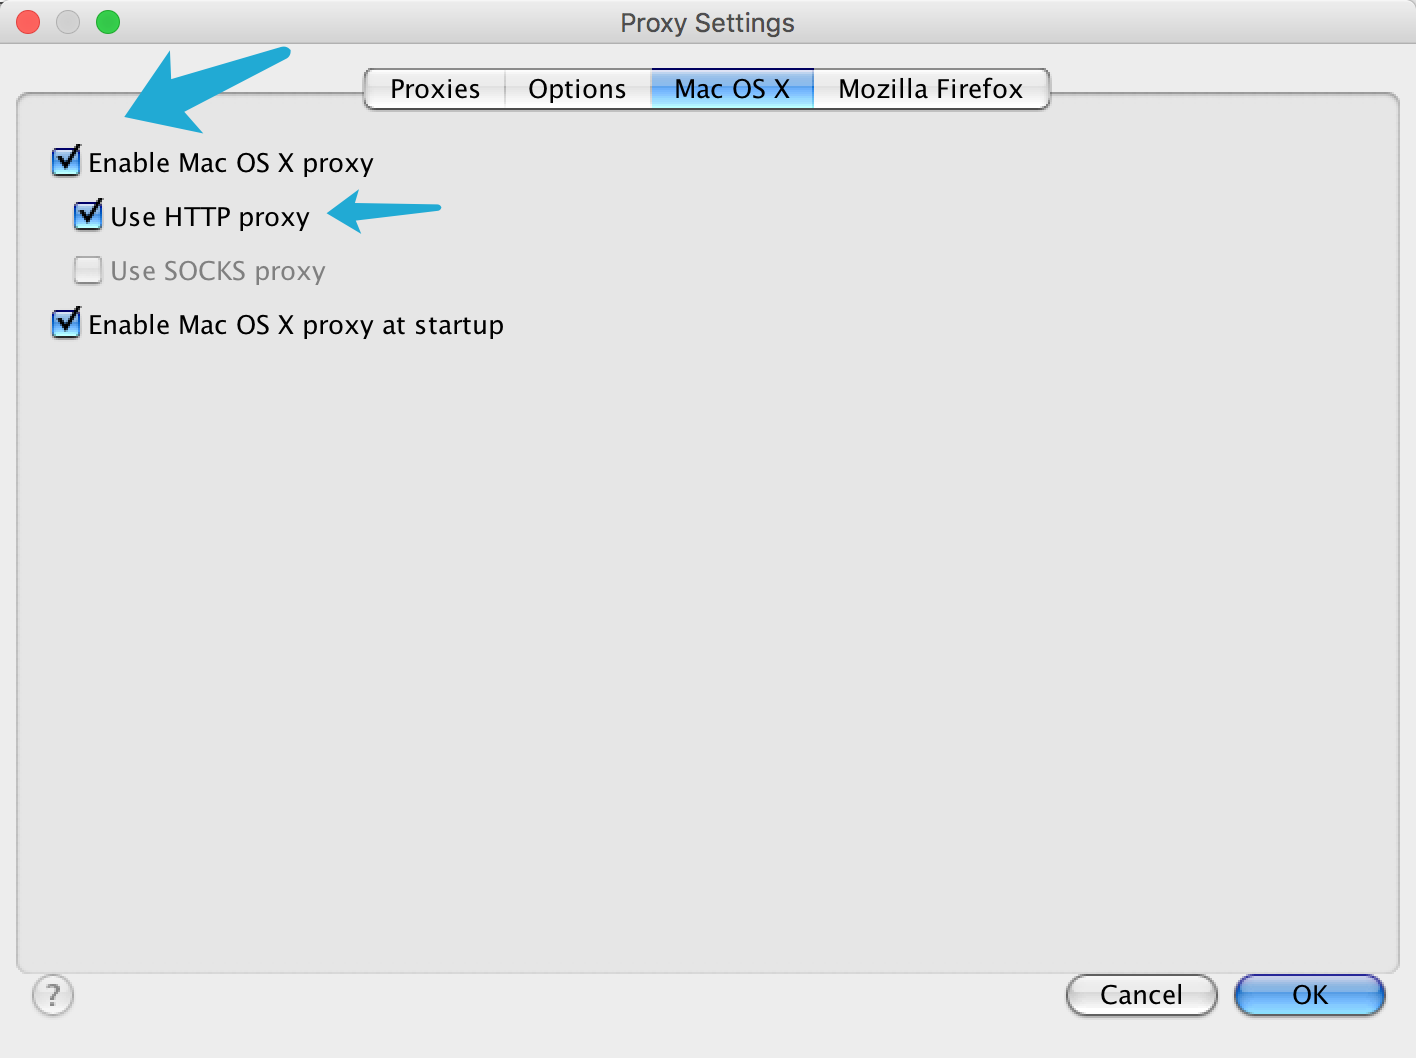 Proxy Settings
Proxies Options Mac OS X Mozilla Firefox
Enable Mac OS X proxy
Use HTTP proxy
Use SOCKS proxy
Enable Mac OS X proxy at startup
? Cancel OK